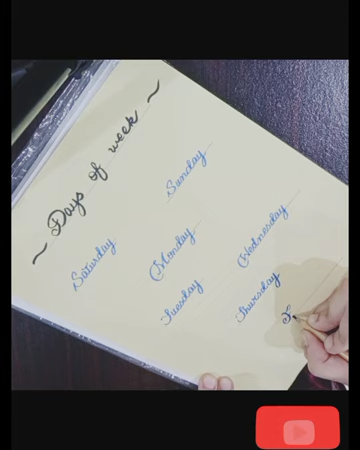 ~ Days of week ~
Saturday
Sunday
Monday
Tuesday
Wednesday
Thursday